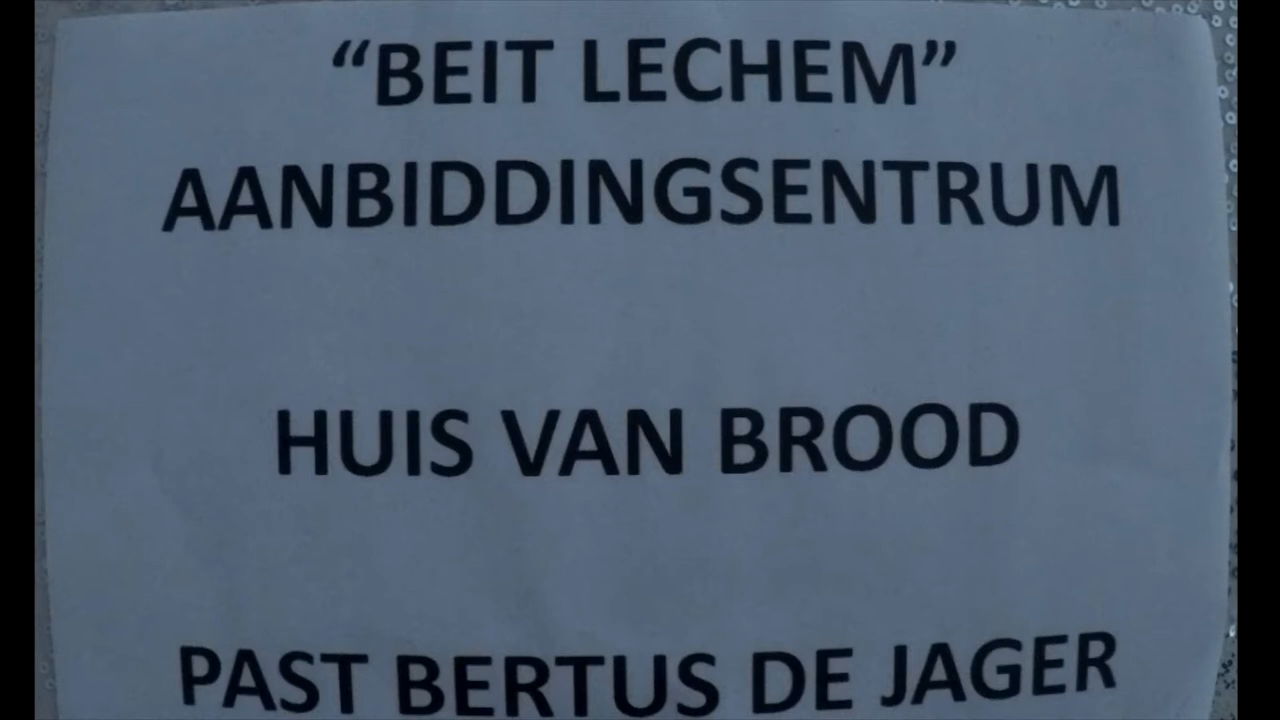 “BEIT LECHEM”
AANBIDDINGSENTRUM
HUIS VAN BROOD
PAST BERTUS DE JAGER